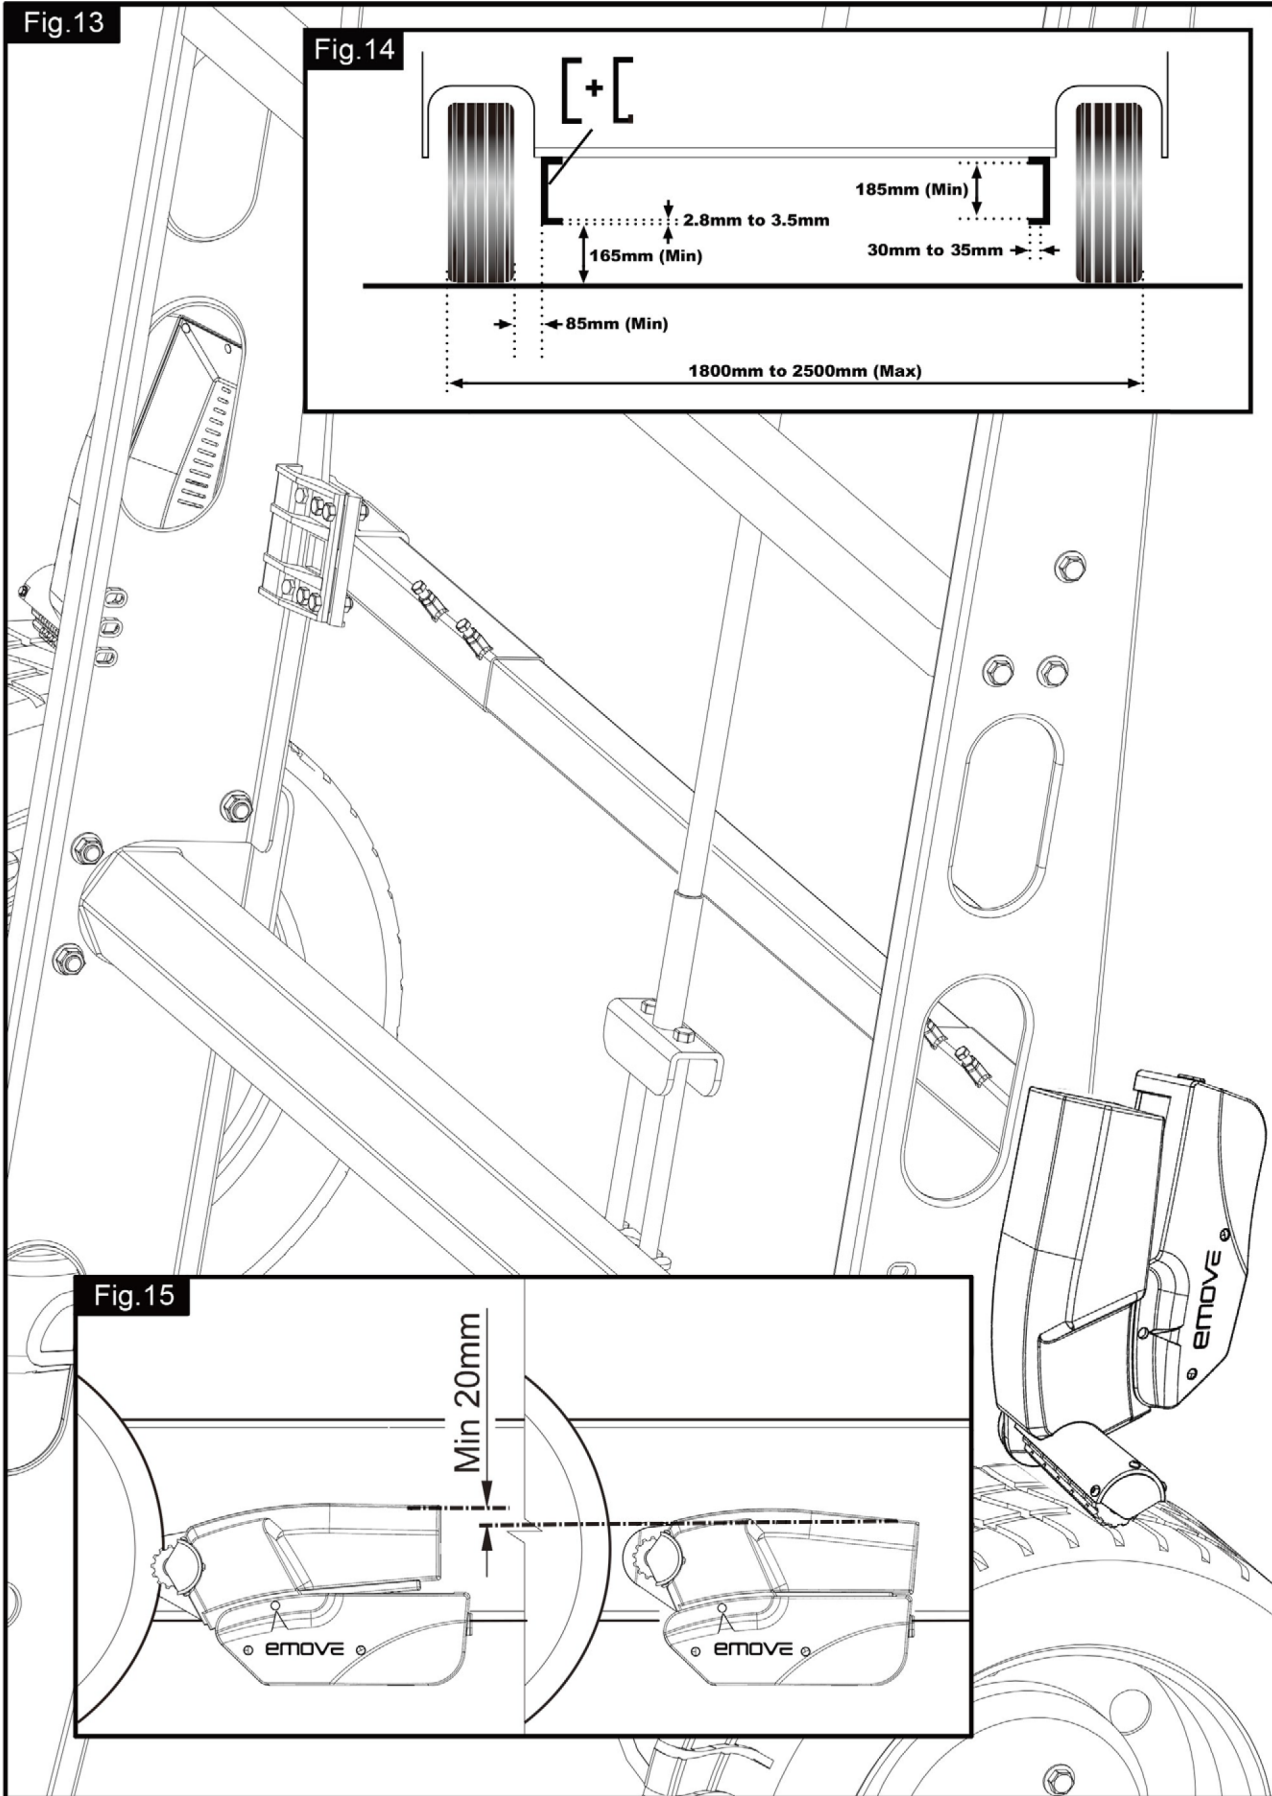 Fig.13
Fig.14
[+[
185mm (Min)
2.8mm to 3.5mm
165mm (Min)
30mm to 35mm
85mm (Min)
1800mm to 2500mm (Max)
emove
Fig.15
Min 20mm
emove
emove